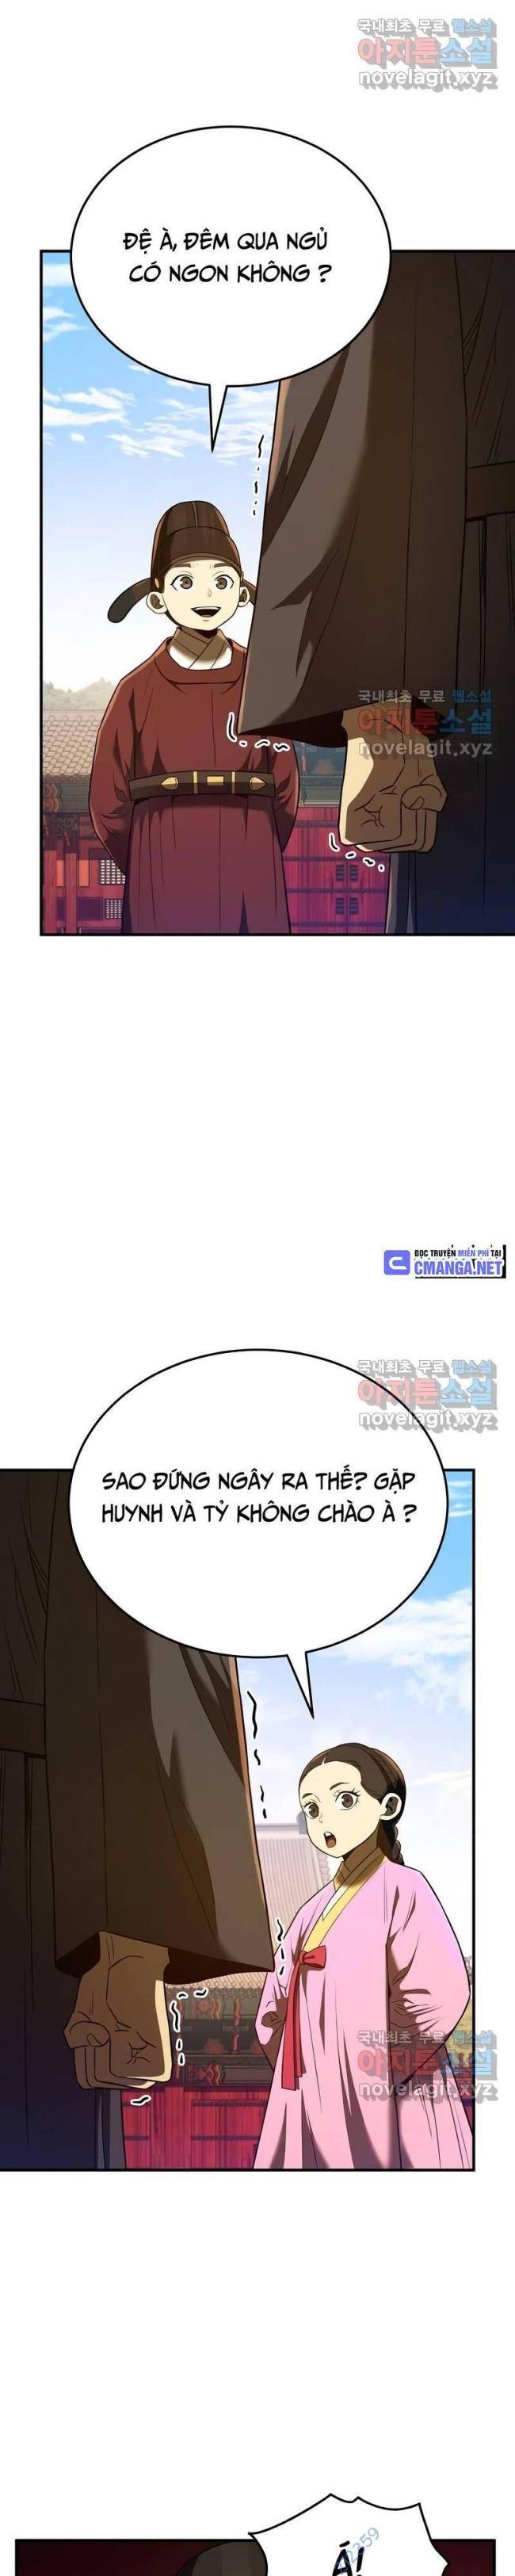 국내최초 무료 웹소설
아지툰소설
novelagit.xyz
ĐỆ À, ĐÊM QUA NGỦ
CÓ NGON KHÔNG ?
국내최초 무료 웹소설
아지툰소설
novelagit.xyz
ĐỌC TRUYỆN MIỄN PHÍ TẠI
CMANGA.NET
국내최초 무료 웹소설
아지툰소설
novelagit.xyz
SAO ĐỨNG NGÂY RA THẾ? GẶP
HUYNH VÀ TỶ KHÔNG CHÀO À ?
국내최초 무료 웹소설
아지툰소설
novelagit.xyz
Á!